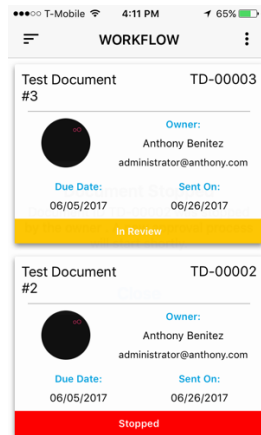 T-Mobile 4:11 PM 65%
WORKFLOW
Test Document #3 TD-00003
Owner:
Anthony Benitez
administrator@anthony.com
Due Date: Sent On:
06/05/2017 06/26/2017
In Review
Test Document #2 TD-00002
Owner:
Anthony Benitez
administrator@anthony.com
Due Date: Sent On:
06/05/2017 06/26/2017
Stopped